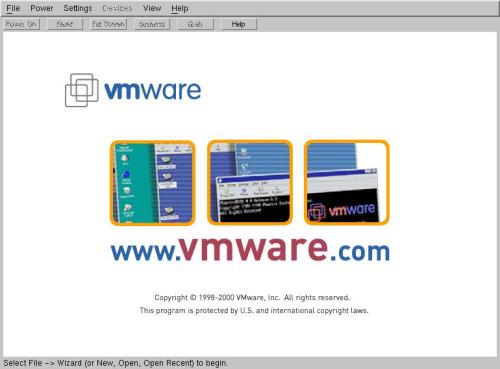 File Power Settings Devices View Help
Power On Reset Full Screen Suspend Grab Help
vmware
vmware
www.vmware.com
Copyright © 1998-2000 VMware, Inc. All rights reserved.
This program is protected by U.S. and international copyright laws.
Select File -> Wizard (or New, Open, Open Recent) to begin.